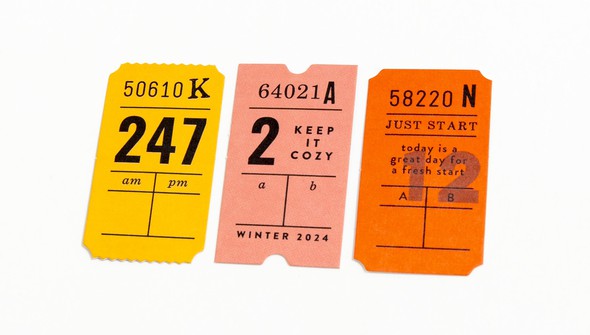 50610 K
247
am pm
64021A
2
KEEP
IT
COZY
a b
WINTER 2024
58220 N
JUST START
today is a
great day for
a fresh start
12
A B